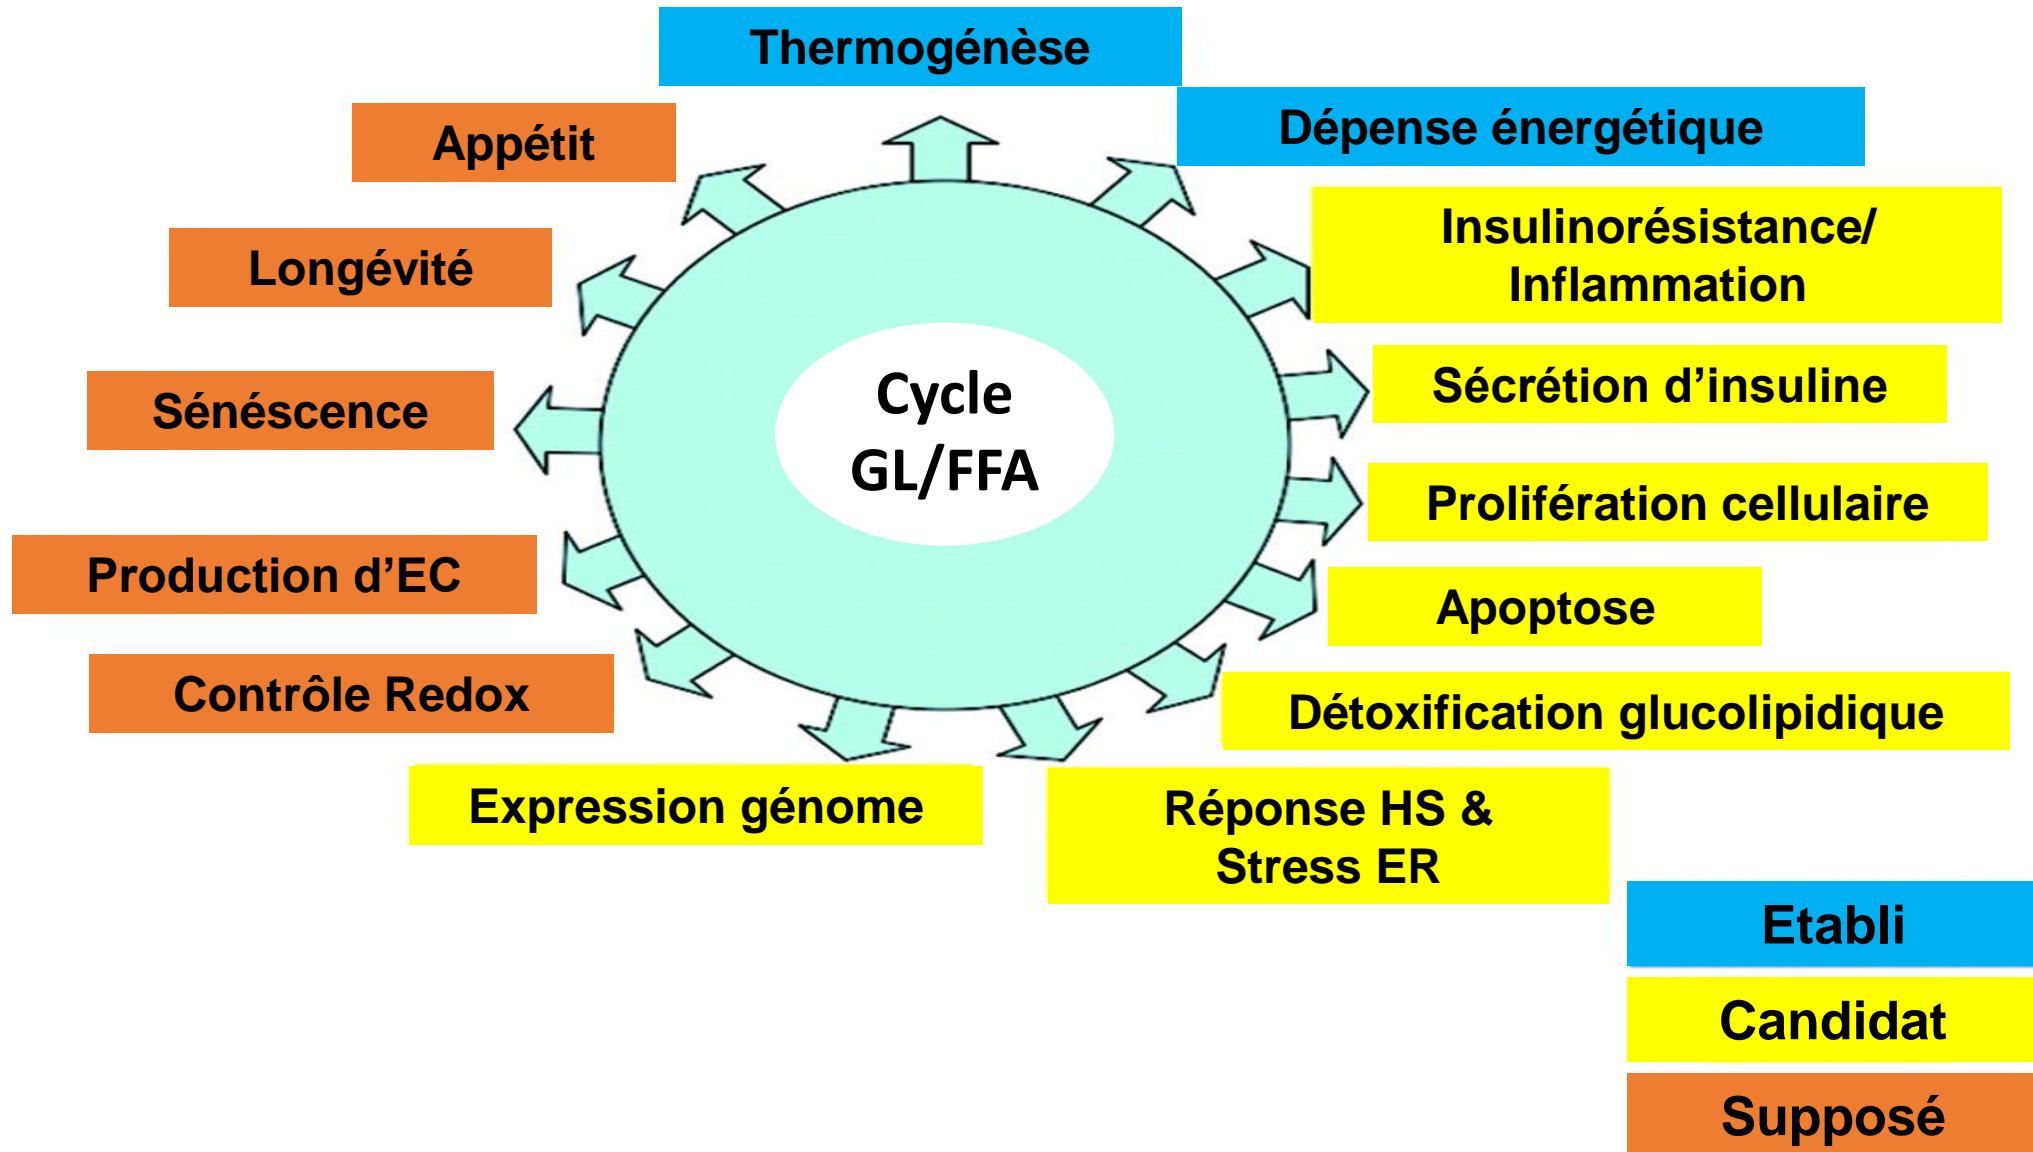 Thermogénèse
Dépense énergétique
Appétit
Insulinorésistance/
Inflammation
Longévité
Sécrétion d’insuline
Cycle
GL/FFA
Sénéscence
Prolifération cellulaire
Production d’EC
Apoptose
Contrôle Redox
Détoxification glucolipidique
Expression génome
Réponse HS &
Stress ER
Etabli
Candidat
Supposé